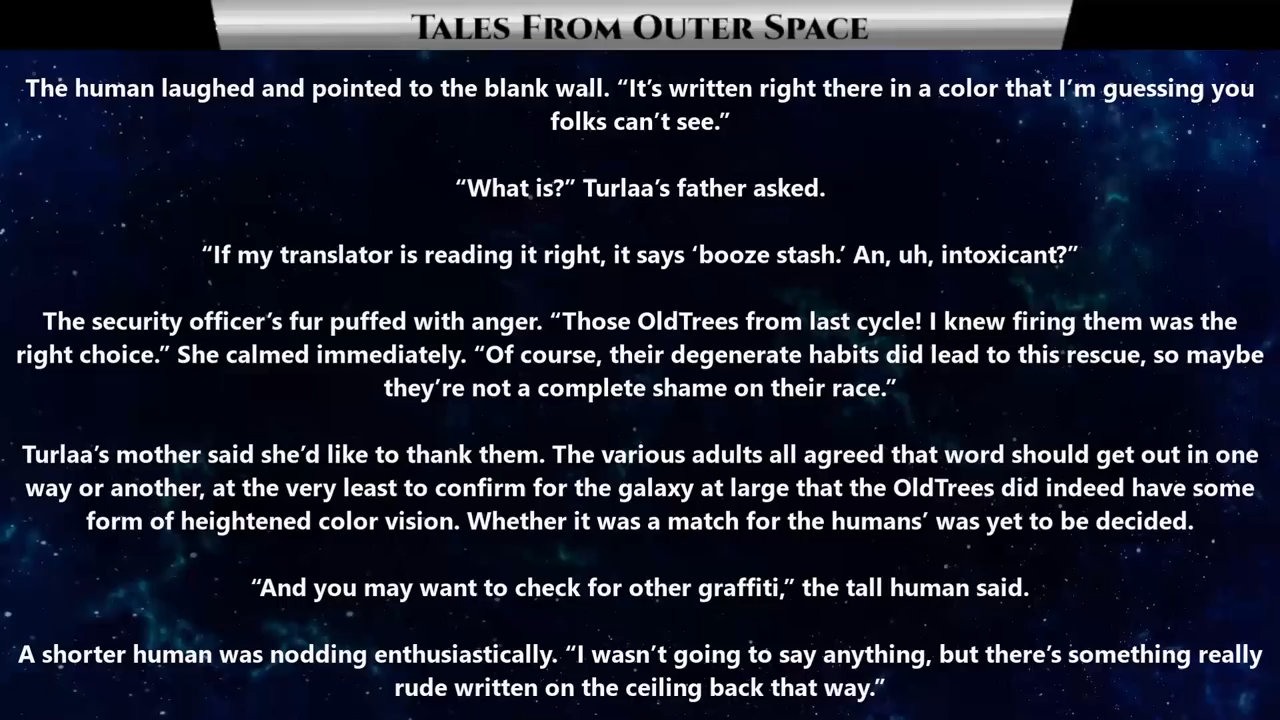 Tales From Outer Space
The human laughed and pointed to the blank wall. “It’s written right there in a color that I’m guessing you
folks can’t see.”
“What is?” Turlaa’s father asked.
“If my translator is reading it right, it says ‘booze stash.’ An, uh, intoxicant?”
The security officer’s fur puffed with anger. “Those OldTrees from last cycle! I knew firing them was the
right choice.” She calmed immediately. “Of course, their degenerate habits did lead to this rescue, so maybe
they’re not a complete shame on their race.”
Turlaa’s mother said she’d like to thank them. The various adults all agreed that word should get out in one
way or another, at the very least to confirm for the galaxy at large that the OldTrees did indeed have some
form of heightened color vision. Whether it was a match for the humans’ was yet to be decided.
“And you may want to check for other graffiti,” the tall human said.
A shorter human was nodding enthusiastically. “I wasn’t going to say anything, but there’s something really
rude written on the ceiling back that way.”